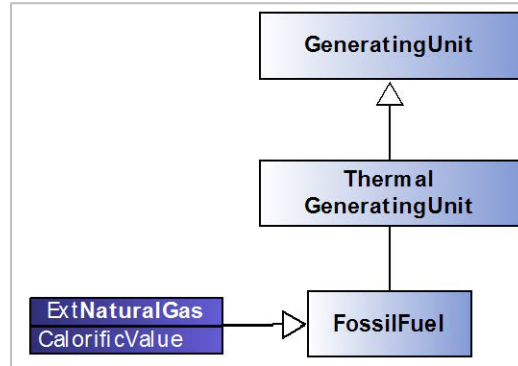 GeneratingUnit
Thermal
GeneratingUnit
ExtNaturalGas
CalorificValue
FossilFuel